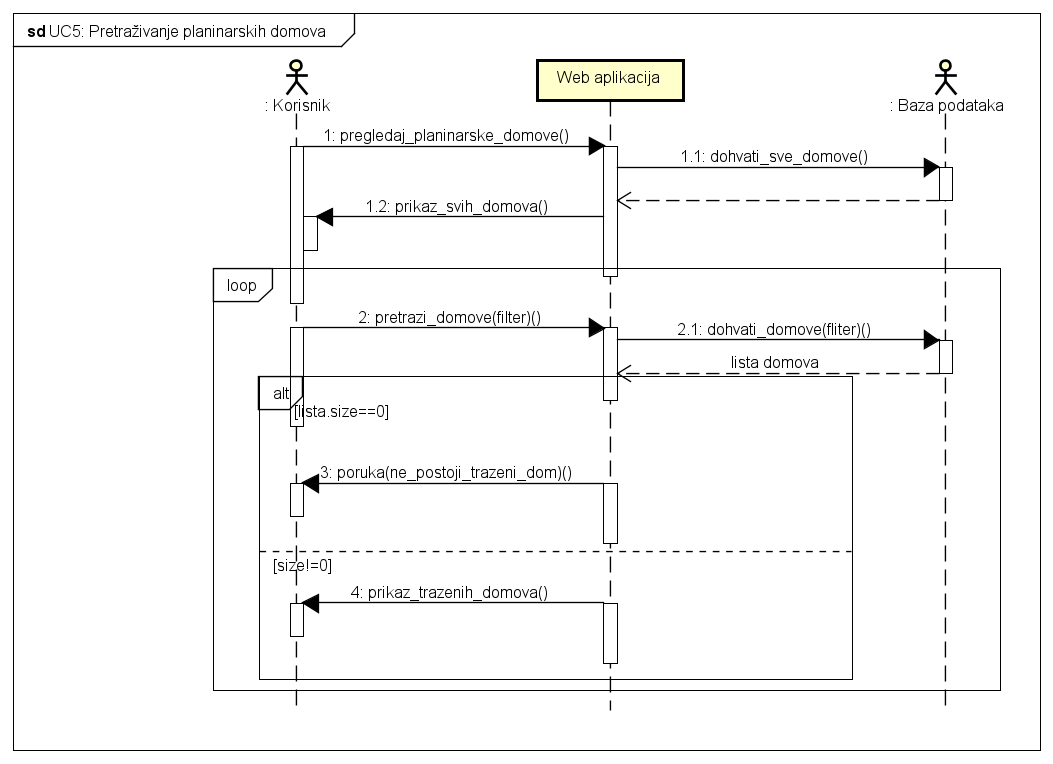 sd UC5: Pretraživanje planinarskih domova
Web aplikacija
: Korisnik
: Baza podataka
1: pregledaj_planinarske_domove()
1.1: dohvati_sve_domove()
1.2: prikaz_svih_domova()
loop
2: pretrazi_domove(filter)()
2.1: dohvati_domove(fliter)()
lista domova
alt
[lista.size==0]
3: poruka(ne_postoji_trazeni_dom)()
[size!=0]
4: prikaz_trazenih_domova()